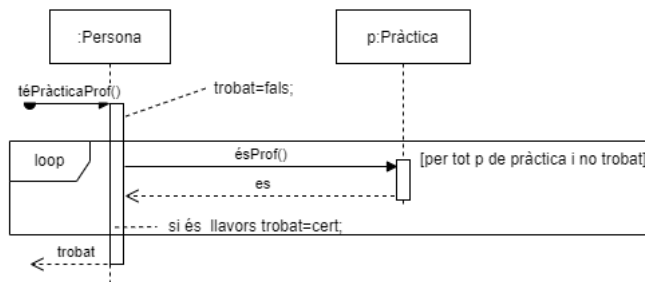 :Persona
p:Pràctica
téPràcticaProf()
trobat=fals;
loop
ésProf()
[per tot p de pràctica i no trobat]
es
si és llavors trobat=cert;
trobat